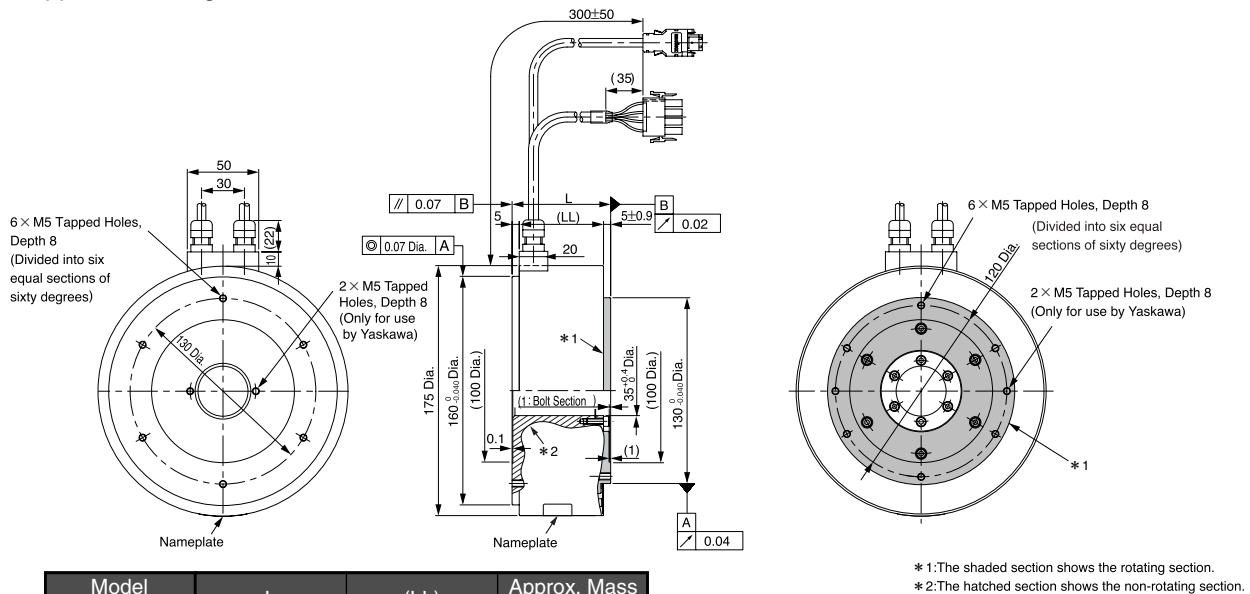 300±50
(35)
50
30
6×M5 Tapped Holes,
Depth 8
(Divided into six
equal sections of
sixty degrees)
10
(22)
2×M5 Tapped
Holes, Depth 8
(Only for use
by Yaskawa)
130 Dia
Nameplate
// 0.07 B
L
5
(LL)
5±0.9
B
↗ 0.02
◎ 0.07 Dia. A
20
175 Dia.
160 0 -0.040 Dia.
(100 Dia.)
*1
(1: Bolt Section )
35 +0.4 0 Dia.
(100 Dia.)
130 0 -0.040 Dia.
0.1
*2
(1)
A
↗ 0.04
Nameplate
6×M5 Tapped Holes, Depth 8
(Divided into six equal
sections of sixty degrees)
120 Dia.
2×M5 Tapped Holes, Depth 8
(Only for use by Yaskawa)
*1
*1:The shaded section shows the rotating section.
*2:The hatched section shows the non-rotating section.
Model
L
(LL)
Approx. Mass